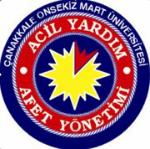 ÇANAKKALE ONSEKİZ MART ÜNİVERSİTESİ
ACİL YARDIM
AFET YÖNETİMİ